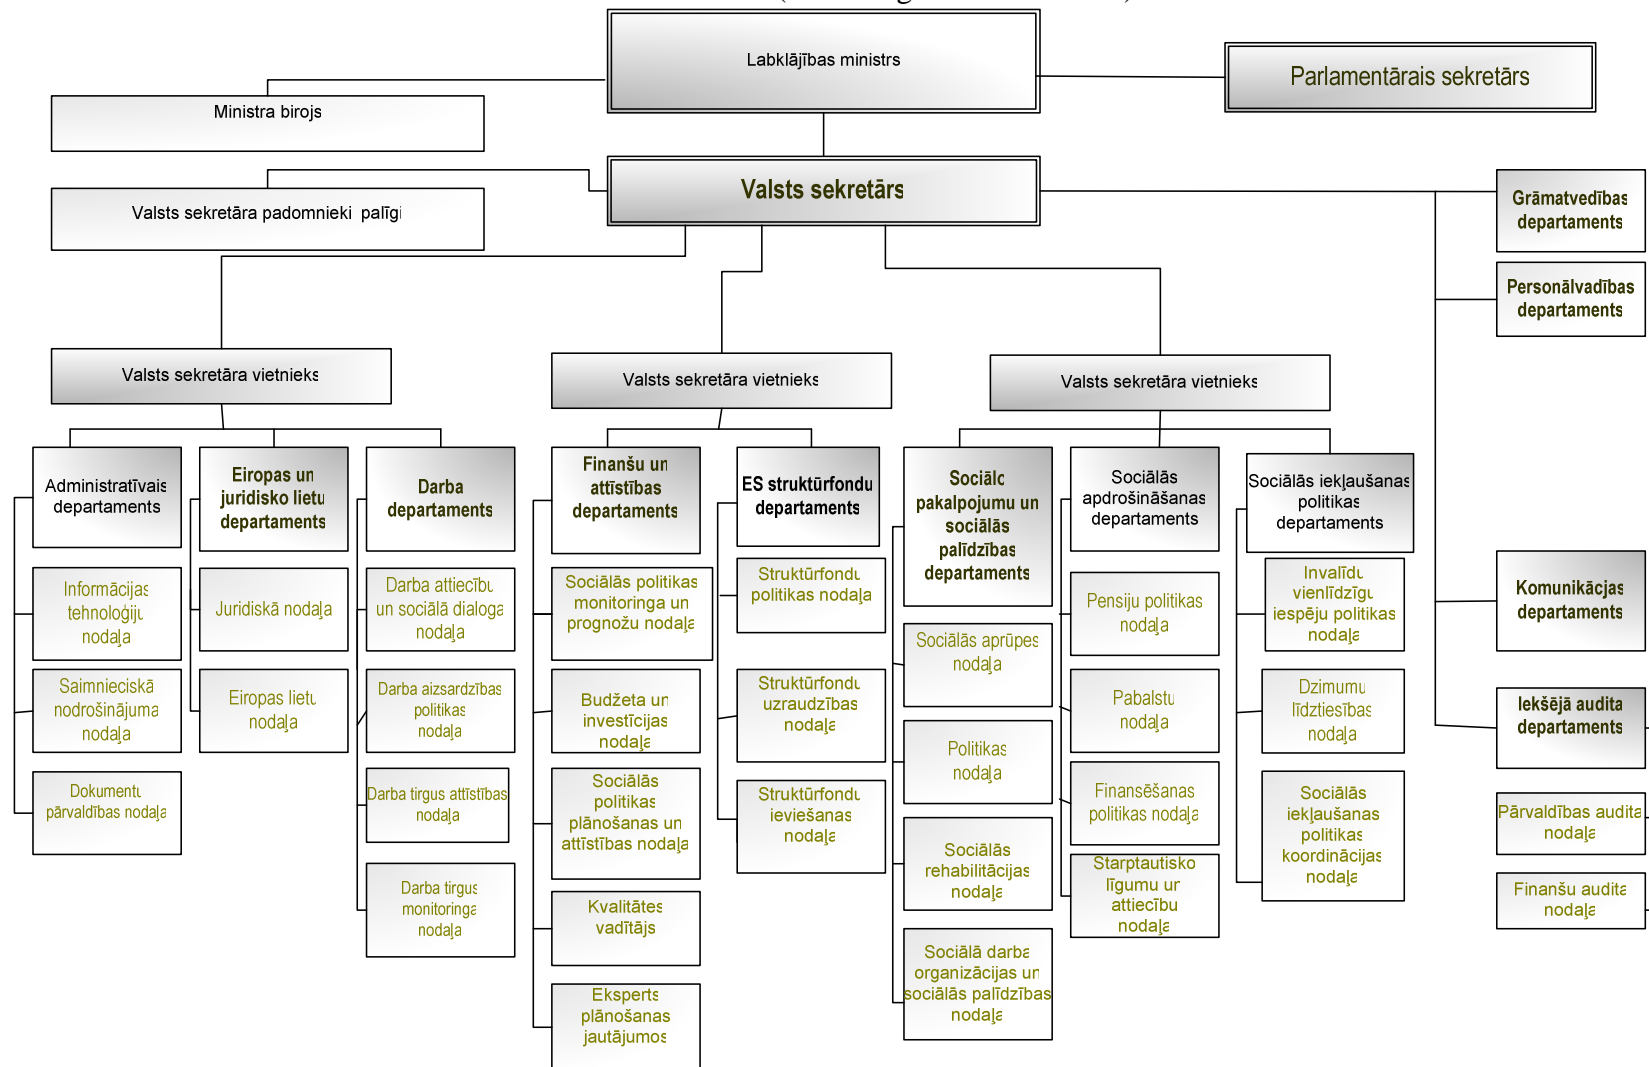 Labklājības ministrs
Parlamentārais sekretārs
Ministra birojs
Valsts sekretārs
Valsts sekretāra padomnieki palīgi
Grāmatvedības
departaments
Personālvadības
departaments
Valsts sekretāra vietnieks
Valsts sekretāra vietnieks
Valsts sekretāra vietnieks
Administratīvais
departaments
Informācijas
tehnoloģiju
nodaļa
Saimnieciskā
nodrošinājuma
nodaļa
Dokumentu
pārvaldības nodaļa
Eiropas un
juridisko lietu
departaments
Juridiskā nodaļa
Eiropas lietu
nodaļa
Darba
departaments
Darba attiecību
un sociālā dialoga
nodaļa
Darba aizsardzības
politikas
nodaļa
Darba tirgus attīstības
nodaļa
Darba tirgus
monitoringa
nodaļa
Finanšu un
attīstības
departaments
Sociālās politikas
monitoringa un
prognožu nodaļa
Budžeta un
investīcijas
nodaļa
Sociālās
politikas
plānošanas un
attīstības nodaļa
Kvalitātes
vadītājs
Eksperts
plānošanas
jautājumos
ES struktūrfondu
departaments
Struktūrfondu
politikas nodaļa
Struktūrfondu
uzraudzības
nodaļa
Struktūrfondu
ieviešanas
nodaļa
Sociālo
pakalpojumu un
sociālās
palīdzības
departaments
Sociālās aprūpes
nodaļa
Politikas
nodaļa
Sociālās
rehabilitācijas
nodaļa
Sociālā darba
organizācijas un
sociālās palīdzības
nodaļa
Sociālās
apdrošināšanas
departaments
Pensiju politikas
nodaļa
Pabalstu
nodaļa
Finansēšanas
politikas nodaļa
Starptautisko
līgumu un
attiecību
nodaļa
Sociālās iekļaušanas
politikas
departaments
Invalīdu
vienlīdzīgu
iespēju politikas
nodaļa
Dzimumu
līdztiesības
nodaļa
Sociālās
iekļaušanas
politikas
koordinācijas
nodaļa
Komunikācjas
departaments
Iekšējā audita
departaments
Pārvaldības audita
nodaļa
Finanšu audita
nodaļa